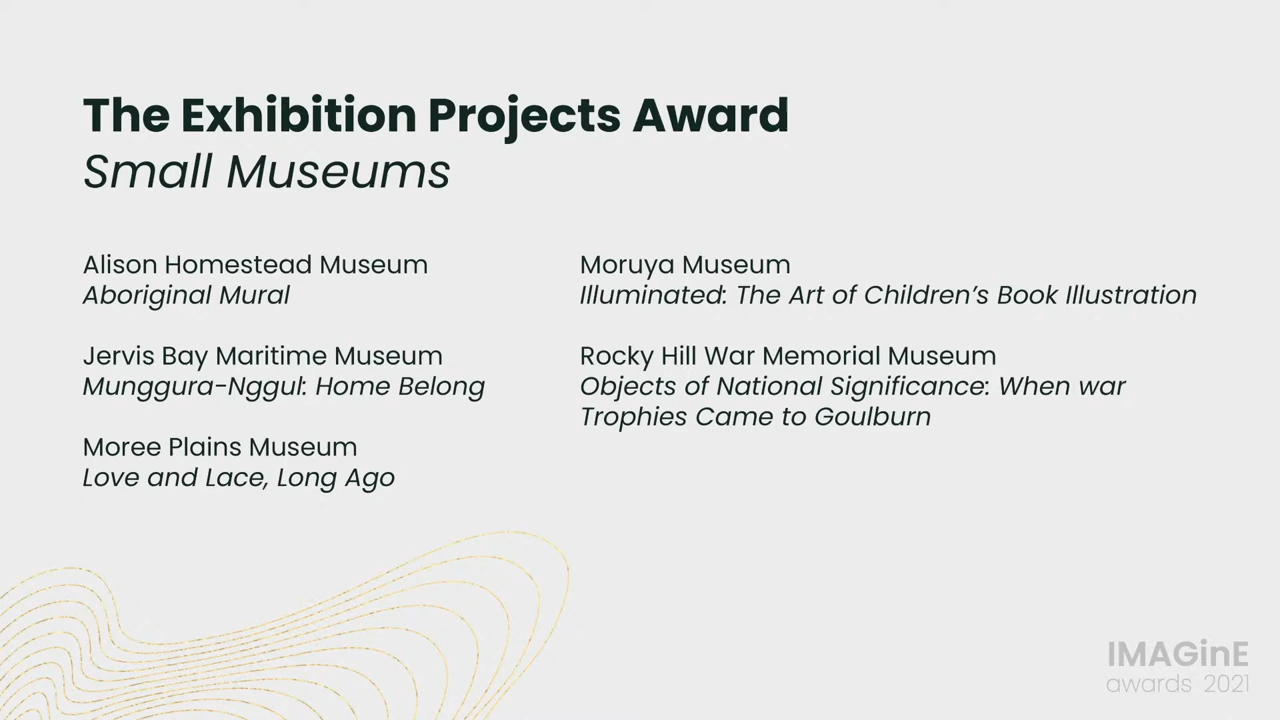 The Exhibition Projects Award
Small Museums
Alison Homestead Museum
Aboriginal Mural
Jervis Bay Maritime Museum
Munggura-Nggul: Home Belong
Moree Plains Museum
Love and Lace, Long Ago
Moruya Museum
Illuminated: The Art of Children’s Book Illustration
Rocky Hill War Memorial Museum
Objects of National Significance: When war
Trophies Came to Goulburn
IMAGinE
awards 2021